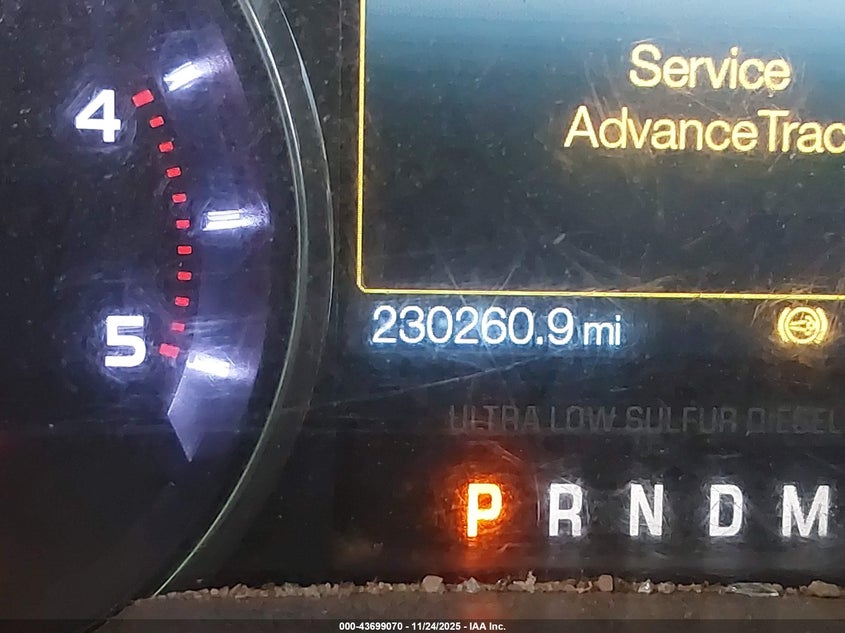 Service
AdvanceTrac
4
230260.9 mi
5
ULTRA LOW SULFUR DIESEL
P R N D M
000-43699070 - 11/24/2025 - IAA Inc.